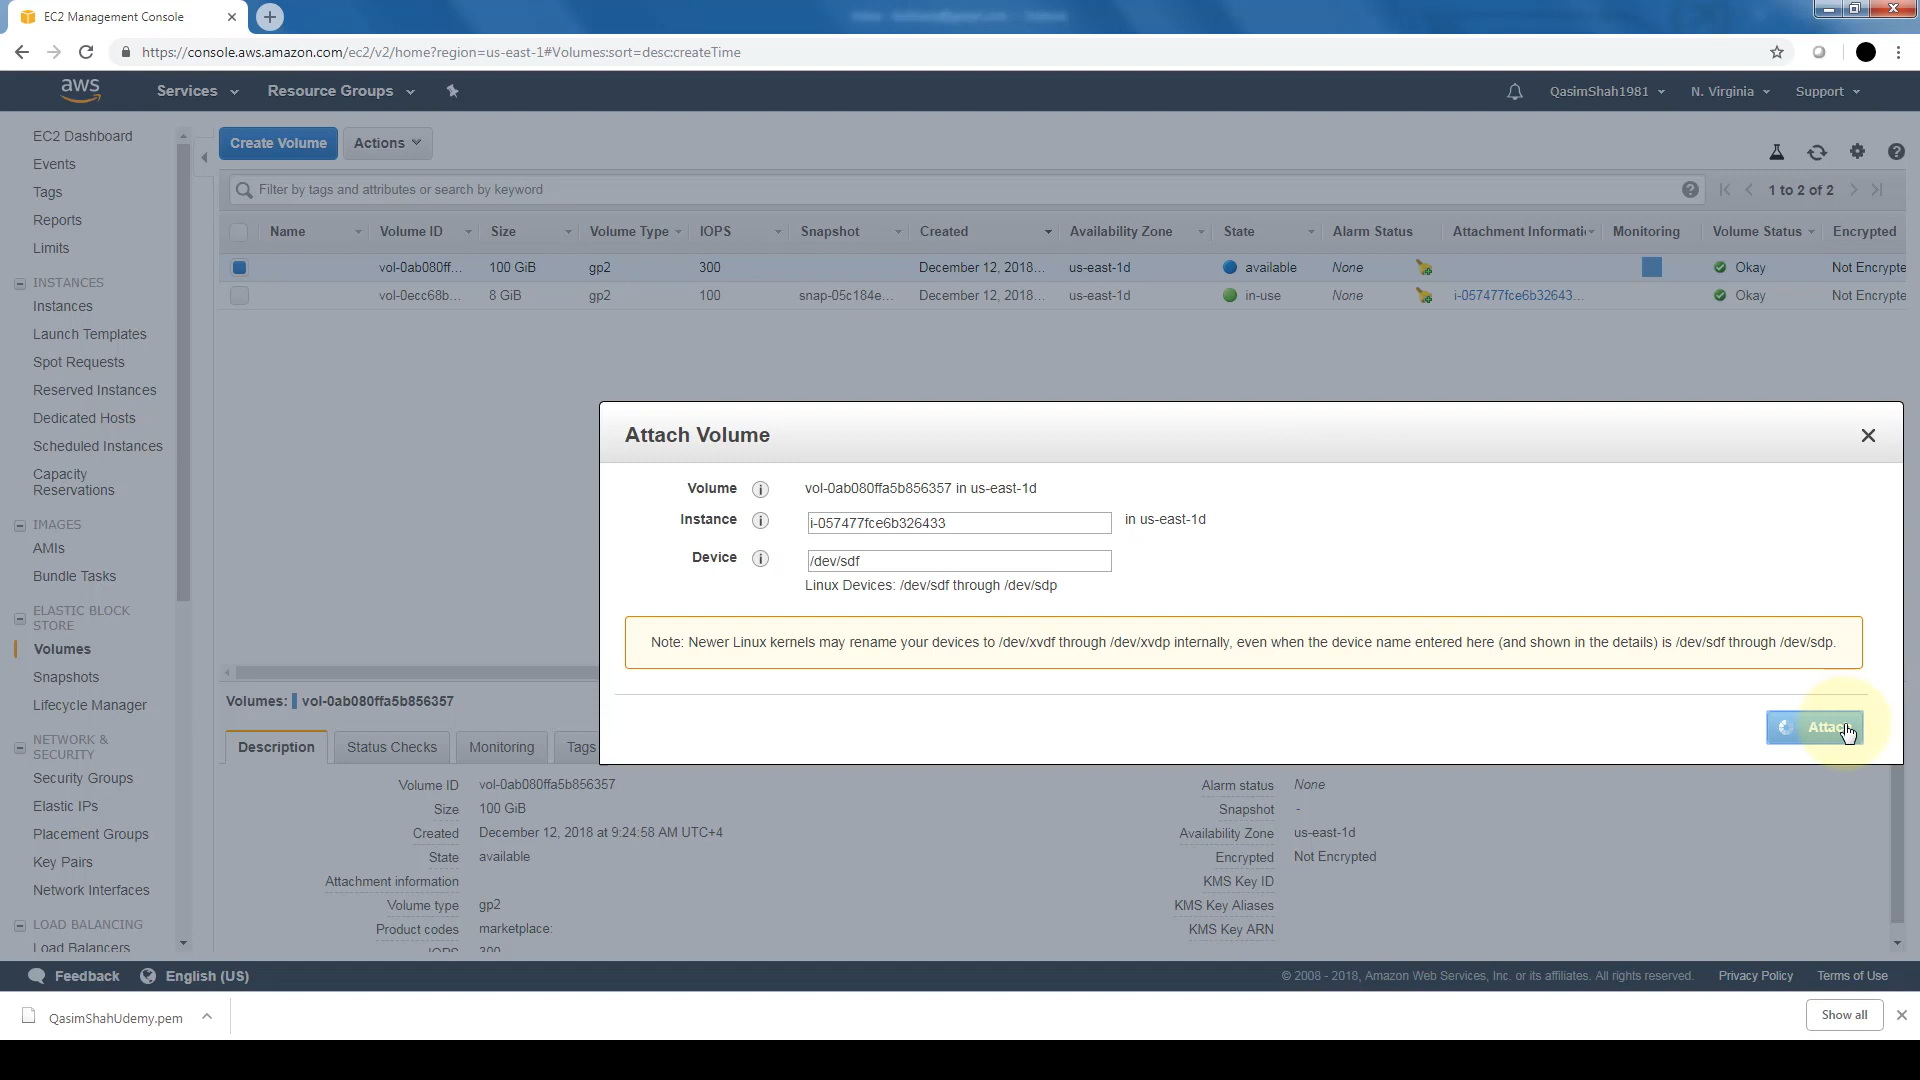 EC2 Management Console
https://console.aws.amazon.com/ec2/v2/home?region=us-east-1#Volumes:sort=desc:createTime
aws
Services
Resource Groups
QasimShah1981
N. Virginia
Support
EC2 Dashboard
Events
Tags
Reports
Limits
INSTANCES
Instances
Launch Templates
Spot Requests
Reserved Instances
Dedicated Hosts
Scheduled Instances
Capacity
Reservations
IMAGES
AMIs
Bundle Tasks
ELASTIC BLOCK
STORE
Volumes
Snapshots
Lifecycle Manager
NETWORK &
SECURITY
Security Groups
Elastic IPs
Placement Groups
Key Pairs
Network Interfaces
LOAD BALANCING
Load Balancers
Create Volume
Actions
Filter by tags and attributes or search by keyword
1 to 2 of 2
Name Volume ID Size Volume Type IOPS Snapshot Created Availability Zone State Alarm Status Attachment Informati Monitoring Volume Status Encrypted
vol-0ab080ff... 100 GiB gp2 300 December 12, 2018... us-east-1d available None Okay Not Encrypte
vol-0ecc68b... 8 GiB gp2 100 snap-05c184e... December 12, 2018... us-east-1d in-use None i-057477fce6b32643... Okay Not Encrypte
Attach Volume
Volume i vol-0ab080ffa5b856357 in us-east-1d
Instance i i-057477fce6b326433 in us-east-1d
Device i /dev/sdf
Linux Devices: /dev/sdf through /dev/sdp
Note: Newer Linux kernels may rename your devices to /dev/xvdf through /dev/xvdp internally, even when the device name entered here (and shown in the details) is /dev/sdf through /dev/sdp.
Attach
Volumes: vol-0ab080ffa5b856357
Description
Status Checks
Monitoring
Tags
Volume ID vol-0ab080ffa5b856357
Size 100 GiB
Created December 12, 2018 at 9:24:58 AM UTC+4
State available
Attachment information
Volume type gp2
Product codes marketplace:
IOPS 300
Alarm status None
Snapshot -
Availability Zone us-east-1d
Encrypted Not Encrypted
KMS Key ID
KMS Key Aliases
KMS Key ARN
Feedback
English (US)
© 2008 - 2018, Amazon Web Services, Inc. or its affiliates. All rights reserved.
Privacy Policy
Terms of Use
QasimShahUdemy.pem
Show all